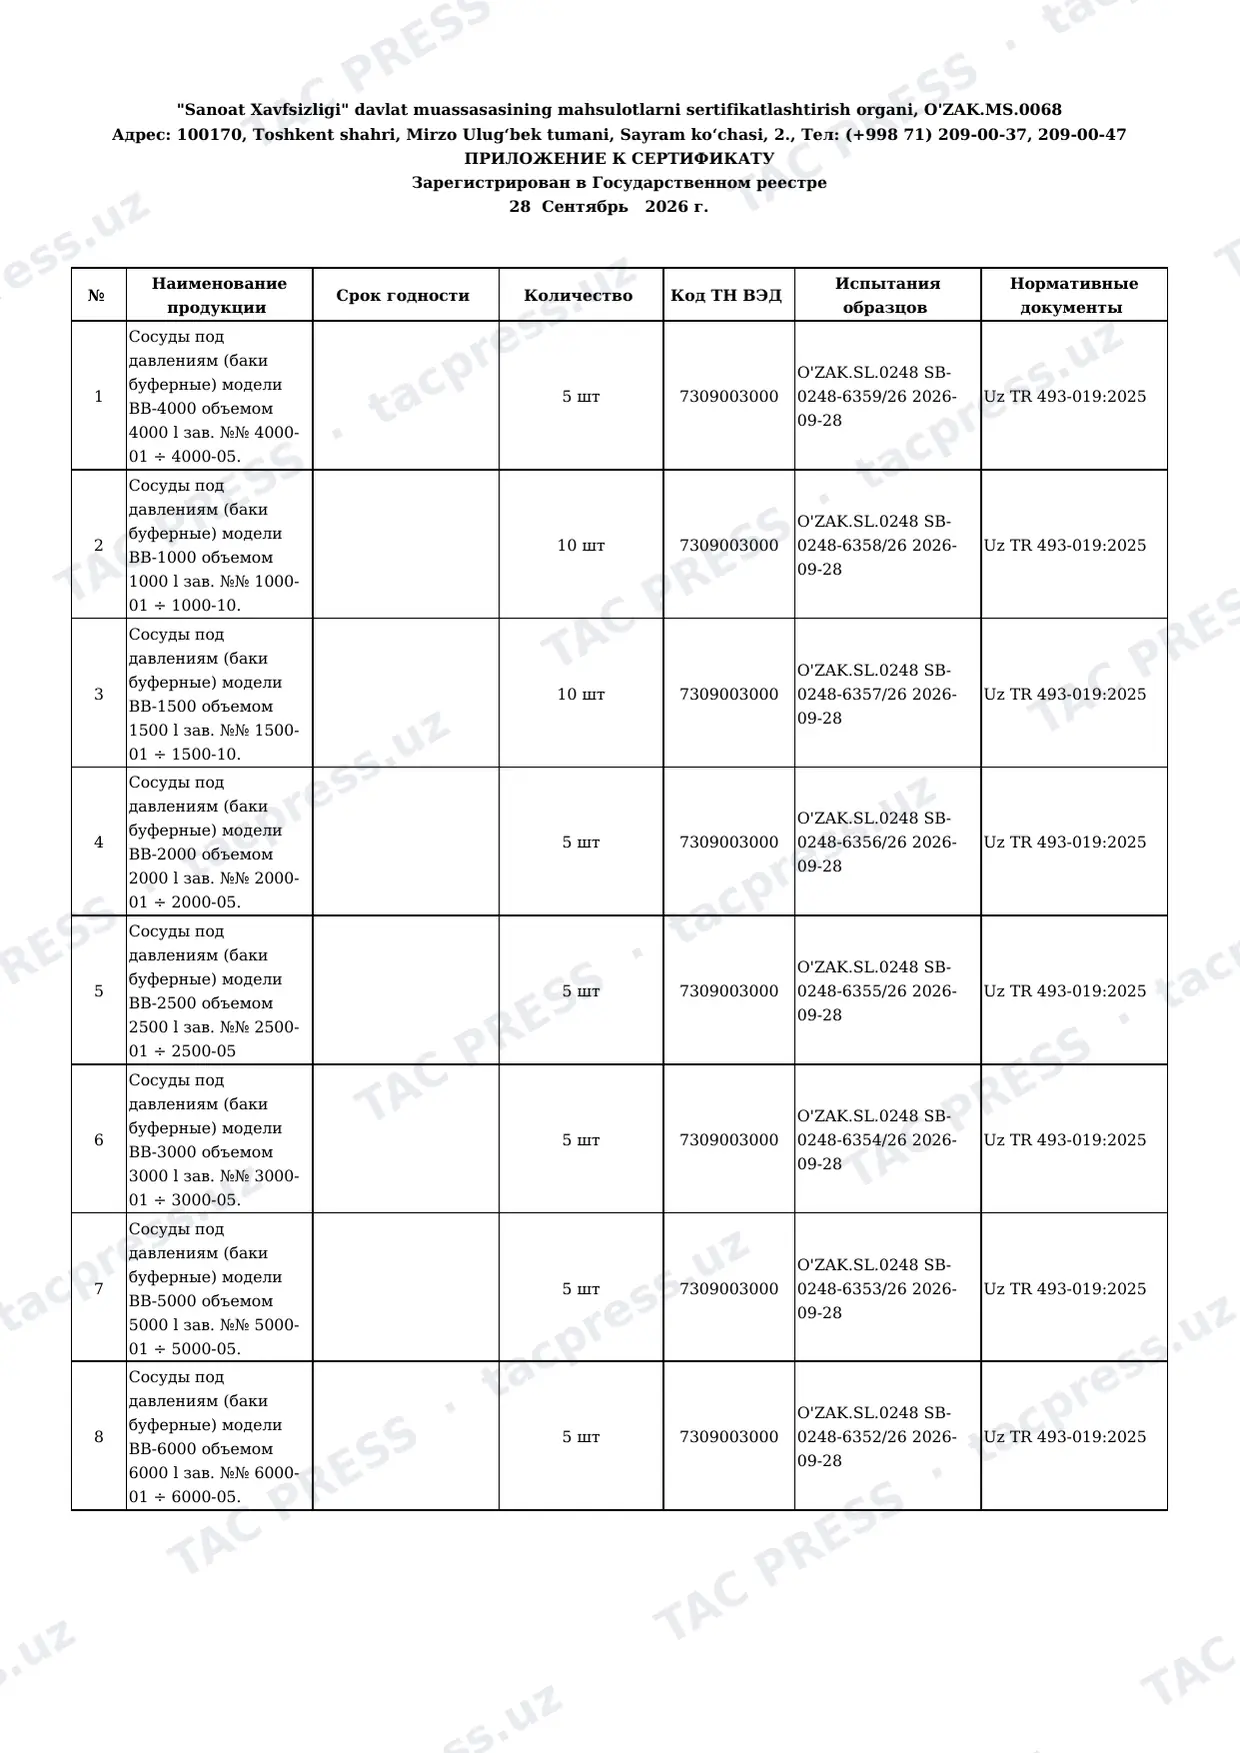 "Sanoat Xavfsizligi" davlat muassasasining mahsulotlarni sertifikatlashtirish organi, O'ZAK.MS.0068
Адрес: 100170, Toshkent shahri, Mirzo Ulug‘bek tumani, Sayram ko‘chasi, 2., Тел: (+998 71) 209-00-37, 209-00-47
ПРИЛОЖЕНИЕ К СЕРТИФИКАТУ
Зарегистрирован в Государственном реестре
28 Сентябрь 2026 г.
№ Наименование продукции Срок годности Количество Код ТН ВЭД Испытания образцов Нормативные документы
Сосуды под
давлениям (баки
буферные) модели
BB-4000 объемом
4000 l зав. №№ 4000-
01 ÷ 4000-05.
1 5 шт 7309003000
O'ZAK.SL.0248 SB-
0248-6359/26 2026-
09-28
Uz TR 493-019:2025
Сосуды под
давлениям (баки
буферные) модели
BB-1000 объемом
1000 l зав. №№ 1000-
01 ÷ 1000-10.
2 10 шт 7309003000
O'ZAK.SL.0248 SB-
0248-6358/26 2026-
09-28
Uz TR 493-019:2025
Сосуды под
давлениям (баки
буферные) модели
BB-1500 объемом
1500 l зав. №№ 1500-
01 ÷ 1500-10.
3 10 шт 7309003000
O'ZAK.SL.0248 SB-
0248-6357/26 2026-
09-28
Uz TR 493-019:2025
Сосуды под
давлениям (баки
буферные) модели
BB-2000 объемом
2000 l зав. №№ 2000-
01 ÷ 2000-05.
4 5 шт 7309003000
O'ZAK.SL.0248 SB-
0248-6356/26 2026-
09-28
Uz TR 493-019:2025
Сосуды под
давлениям (баки
буферные) модели
BB-2500 объемом
2500 l зав. №№ 2500-
01 ÷ 2500-05
5 5 шт 7309003000
O'ZAK.SL.0248 SB-
0248-6355/26 2026-
09-28
Uz TR 493-019:2025
Сосуды под
давлениям (баки
буферные) модели
BB-3000 объемом
3000 l зав. №№ 3000-
01 ÷ 3000-05.
6 5 шт 7309003000
O'ZAK.SL.0248 SB-
0248-6354/26 2026-
09-28
Uz TR 493-019:2025
Сосуды под
давлениям (баки
буферные) модели
BB-5000 объемом
5000 l зав. №№ 5000-
01 ÷ 5000-05.
7 5 шт 7309003000
O'ZAK.SL.0248 SB-
0248-6353/26 2026-
09-28
Uz TR 493-019:2025
Сосуды под
давлениям (баки
буферные) модели
BB-6000 объемом
6000 l зав. №№ 6000-
01 ÷ 6000-05.
8 5 шт 7309003000
O'ZAK.SL.0248 SB-
0248-6352/26 2026-
09-28
Uz TR 493-019:2025
TAC PRESS · tacpress.uz